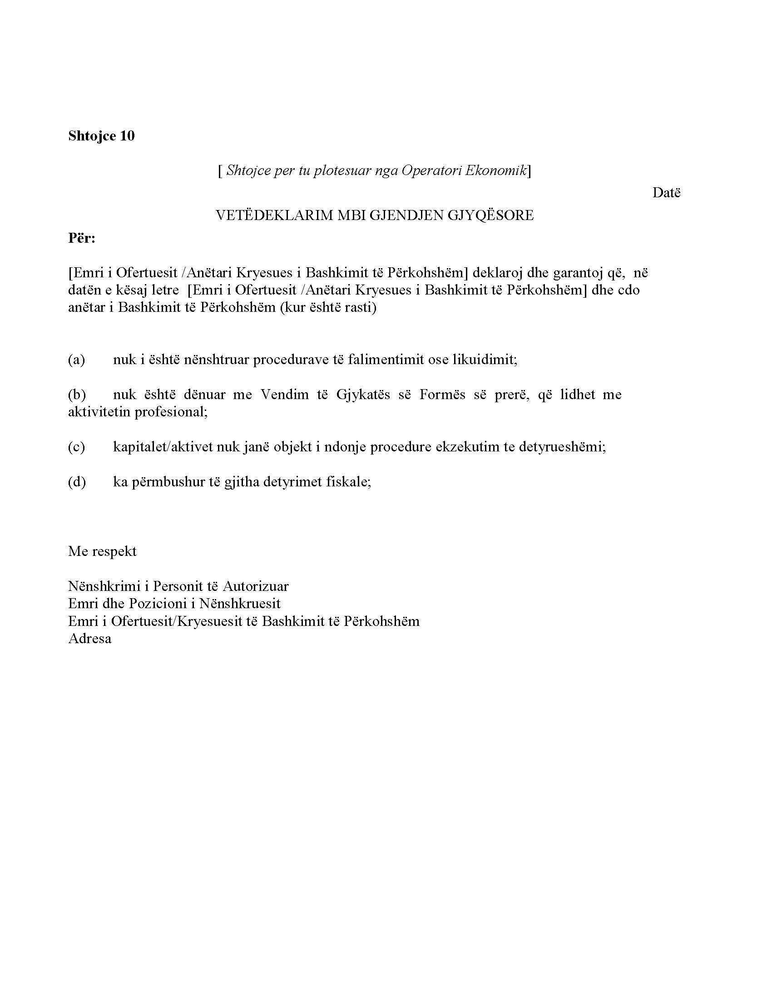 Shtojce 10
[ Shtojce per tu plotesuar nga Operatori Ekonomik]
Datë
VETËDEKLARIM MBI GJENDJEN GJYQËSORE
Për:
[Emri i Ofertuesit /Anëtari Kryesues i Bashkimit të Përkohshëm] deklaroj dhe garantoj që,  në
datën e kësaj letre  [Emri i Ofertuesit /Anëtari Kryesues i Bashkimit të Përkohshëm] dhe cdo
anëtar i Bashkimit të Përkohshëm (kur është rasti)
(a) nuk i është nënshtruar procedurave të falimentimit ose likuidimit;
(b) nuk është dënuar me Vendim të Gjykatës së Formës së prerë, që lidhet me
aktivitetin profesional;
(c) kapitalet/aktivet nuk janë objekt i ndonje procedure ekzekutim te detyrueshëmi;
(d) ka përmbushur të gjitha detyrimet fiskale;
Me respekt
Nënshkrimi i Personit të Autorizuar
Emri dhe Pozicioni i Nënshkruesit
Emri i Ofertuesit/Kryesuesit të Bashkimit të Përkohshëm
Adresa